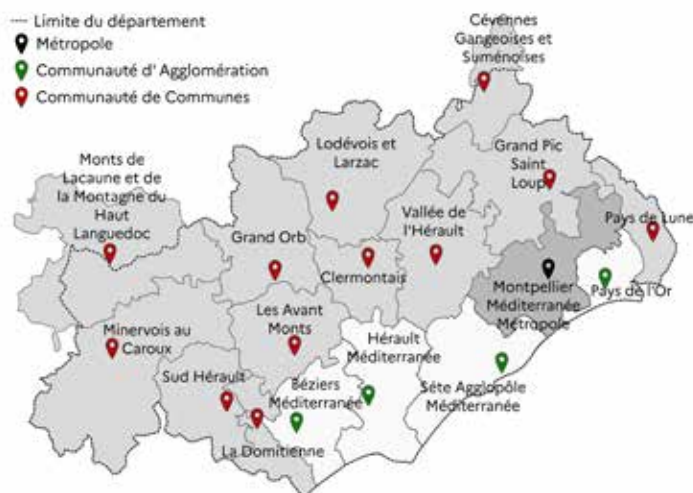 Limite du département
Métropole
Communauté d' Agglomération
Communauté de Communes
Cévennes
Gangeoises et
Suménoises
Lodévois et
Larzac
Grand Pic
Saint
Loup
Monts de
Lacaune et de
la Montagne du
Haut
Languedoc
Vallée de
l'Hérault
Pays de Lunel
Grand Orb
Clermontais
Montpellier
Méditerranée
Métropole
Pays de l'Or
Les Avant
Monts
Hérault
Méditerranée
Minervois au
Caroux
Sud Hérault
Béziers
Méditerranée
Séte Agglopôle
Méditerranée
La Domitienne